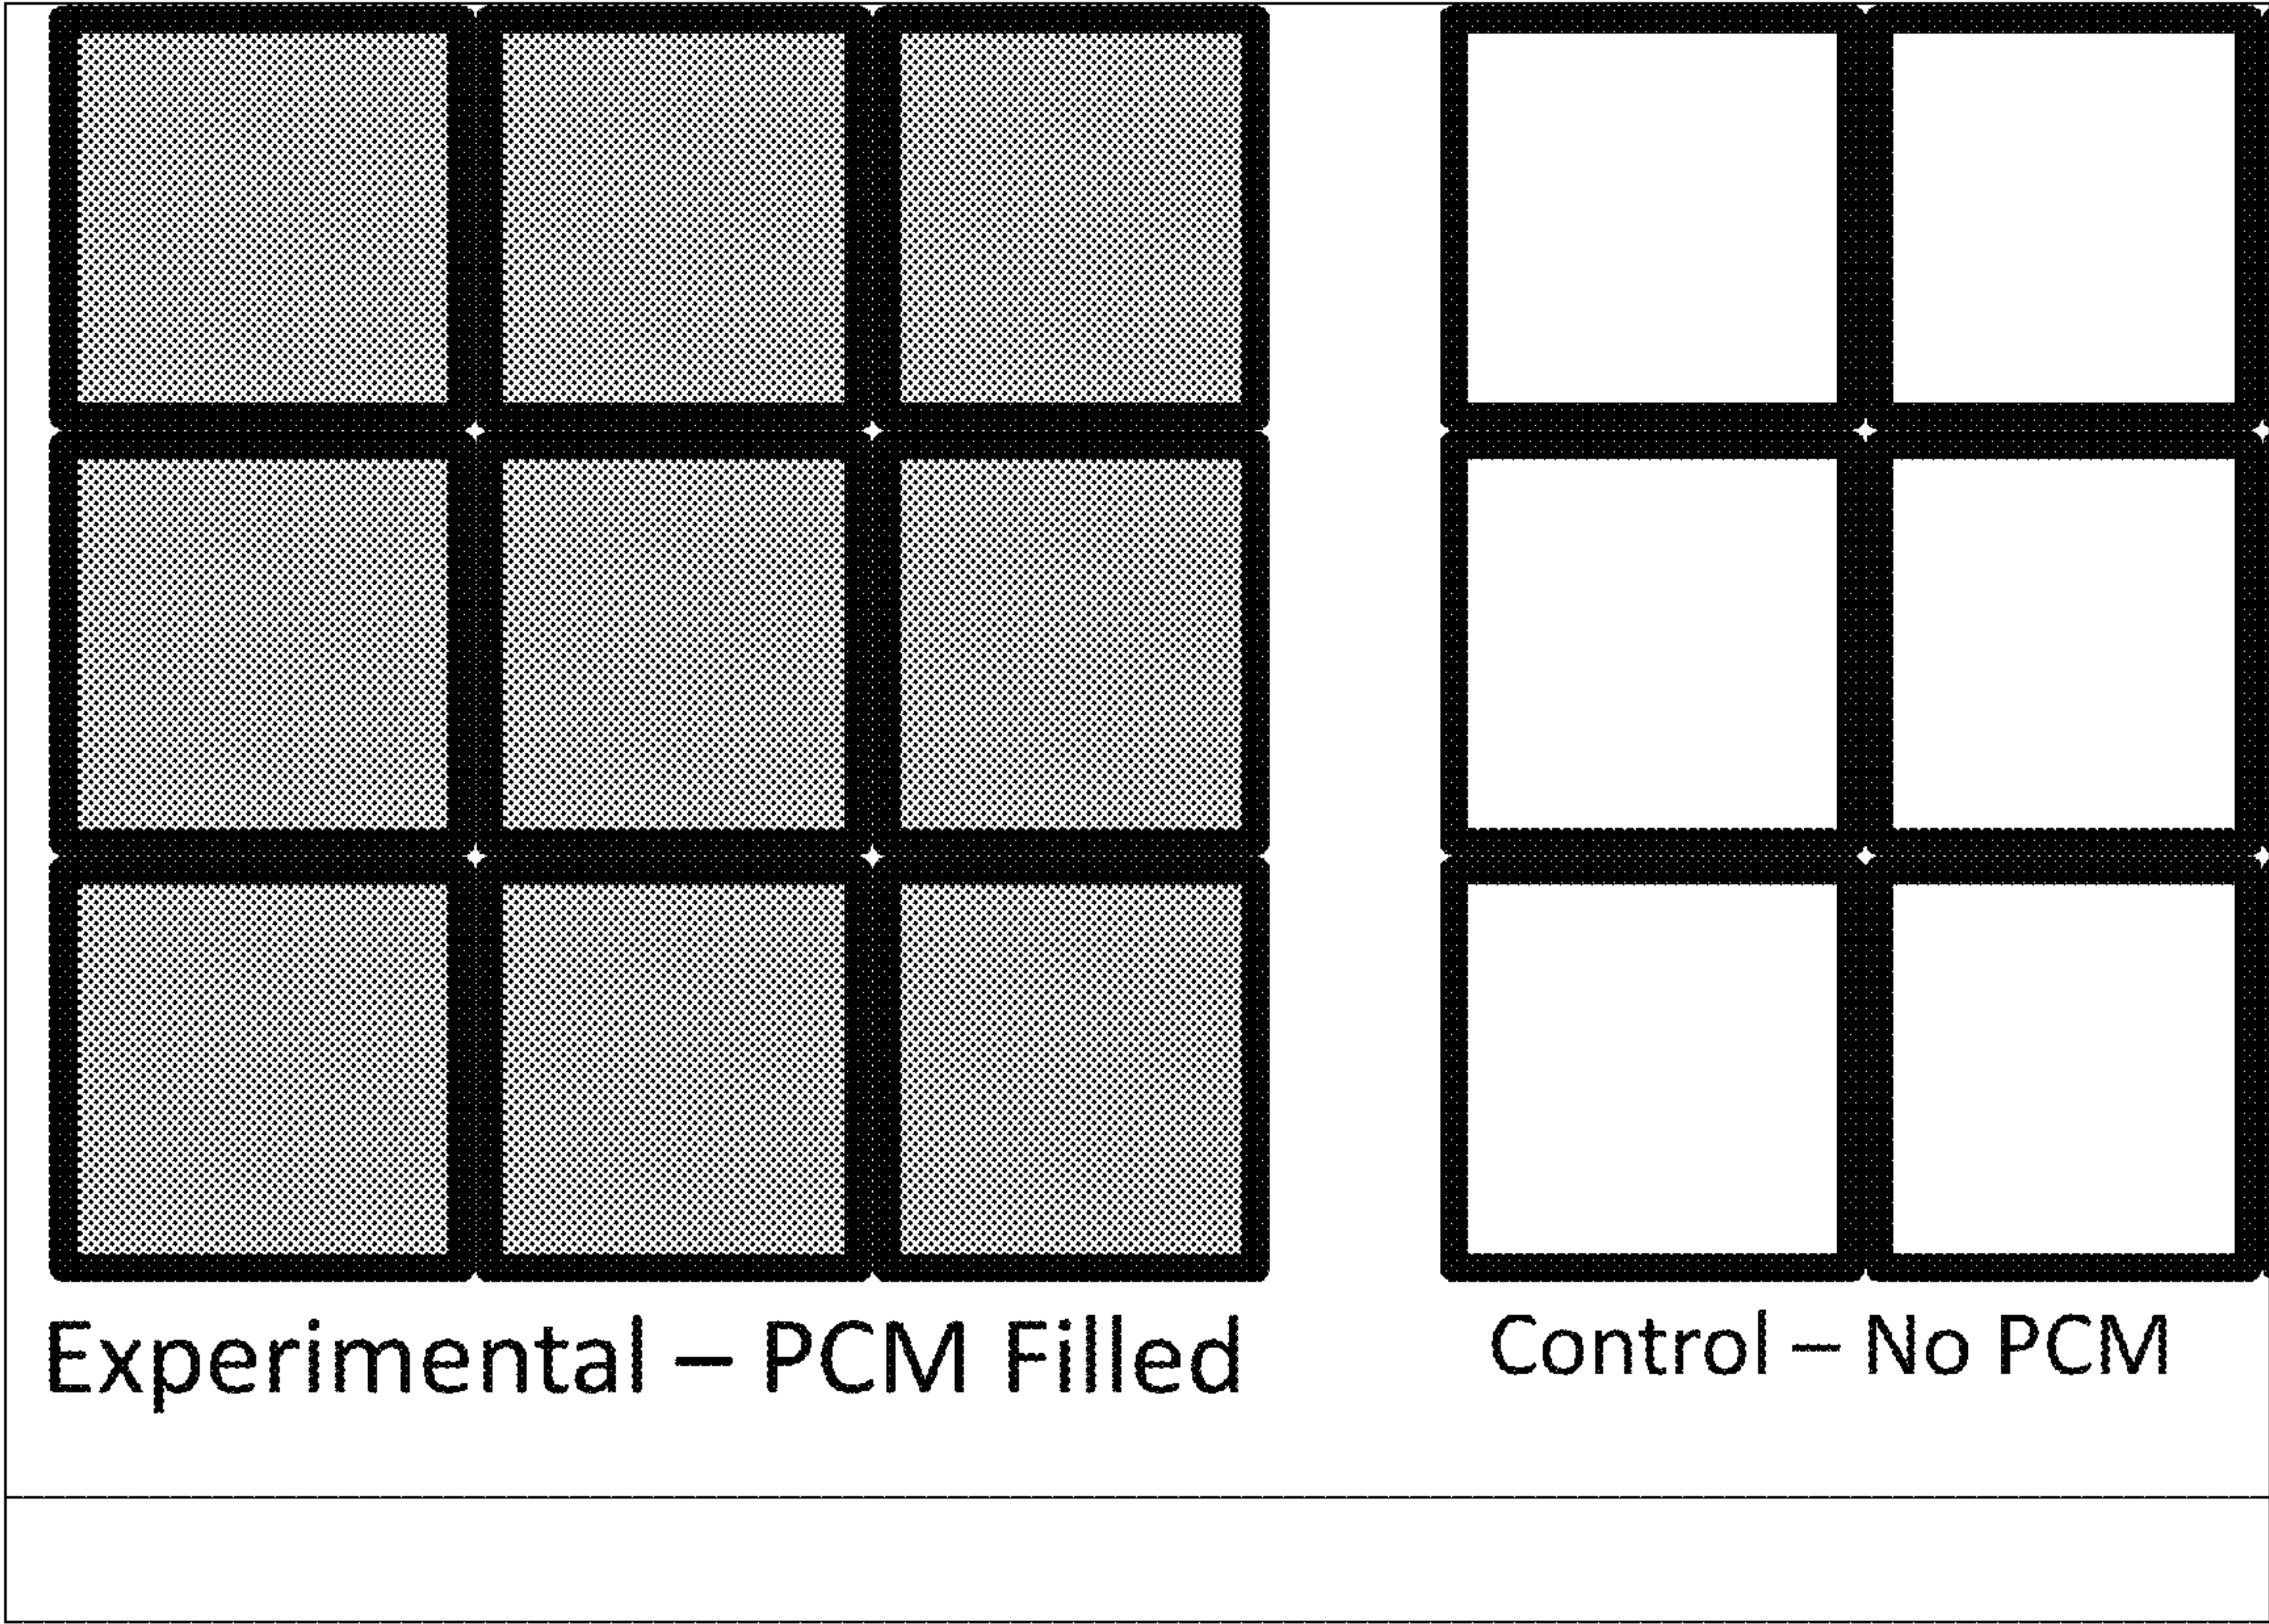 Experimental – PCM Filled
Control – No PCM